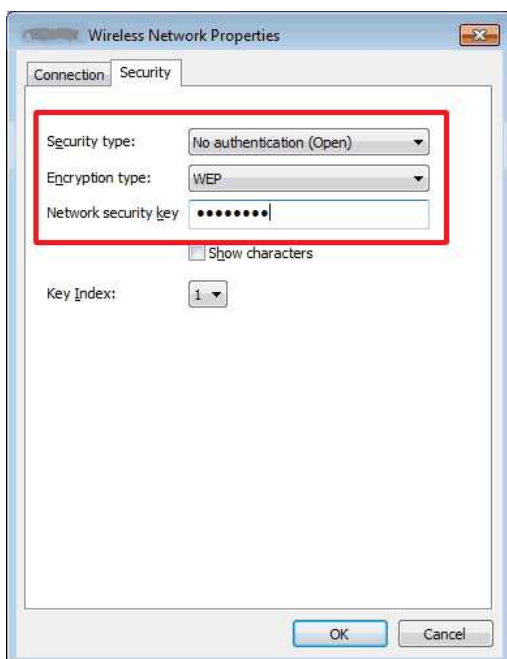 Wireless Network Properties
Connection Security
Security type: No authentication (Open)
Encryption type: WEP
Network security key ••••••••
Show characters
Key Index: 1
OK Cancel